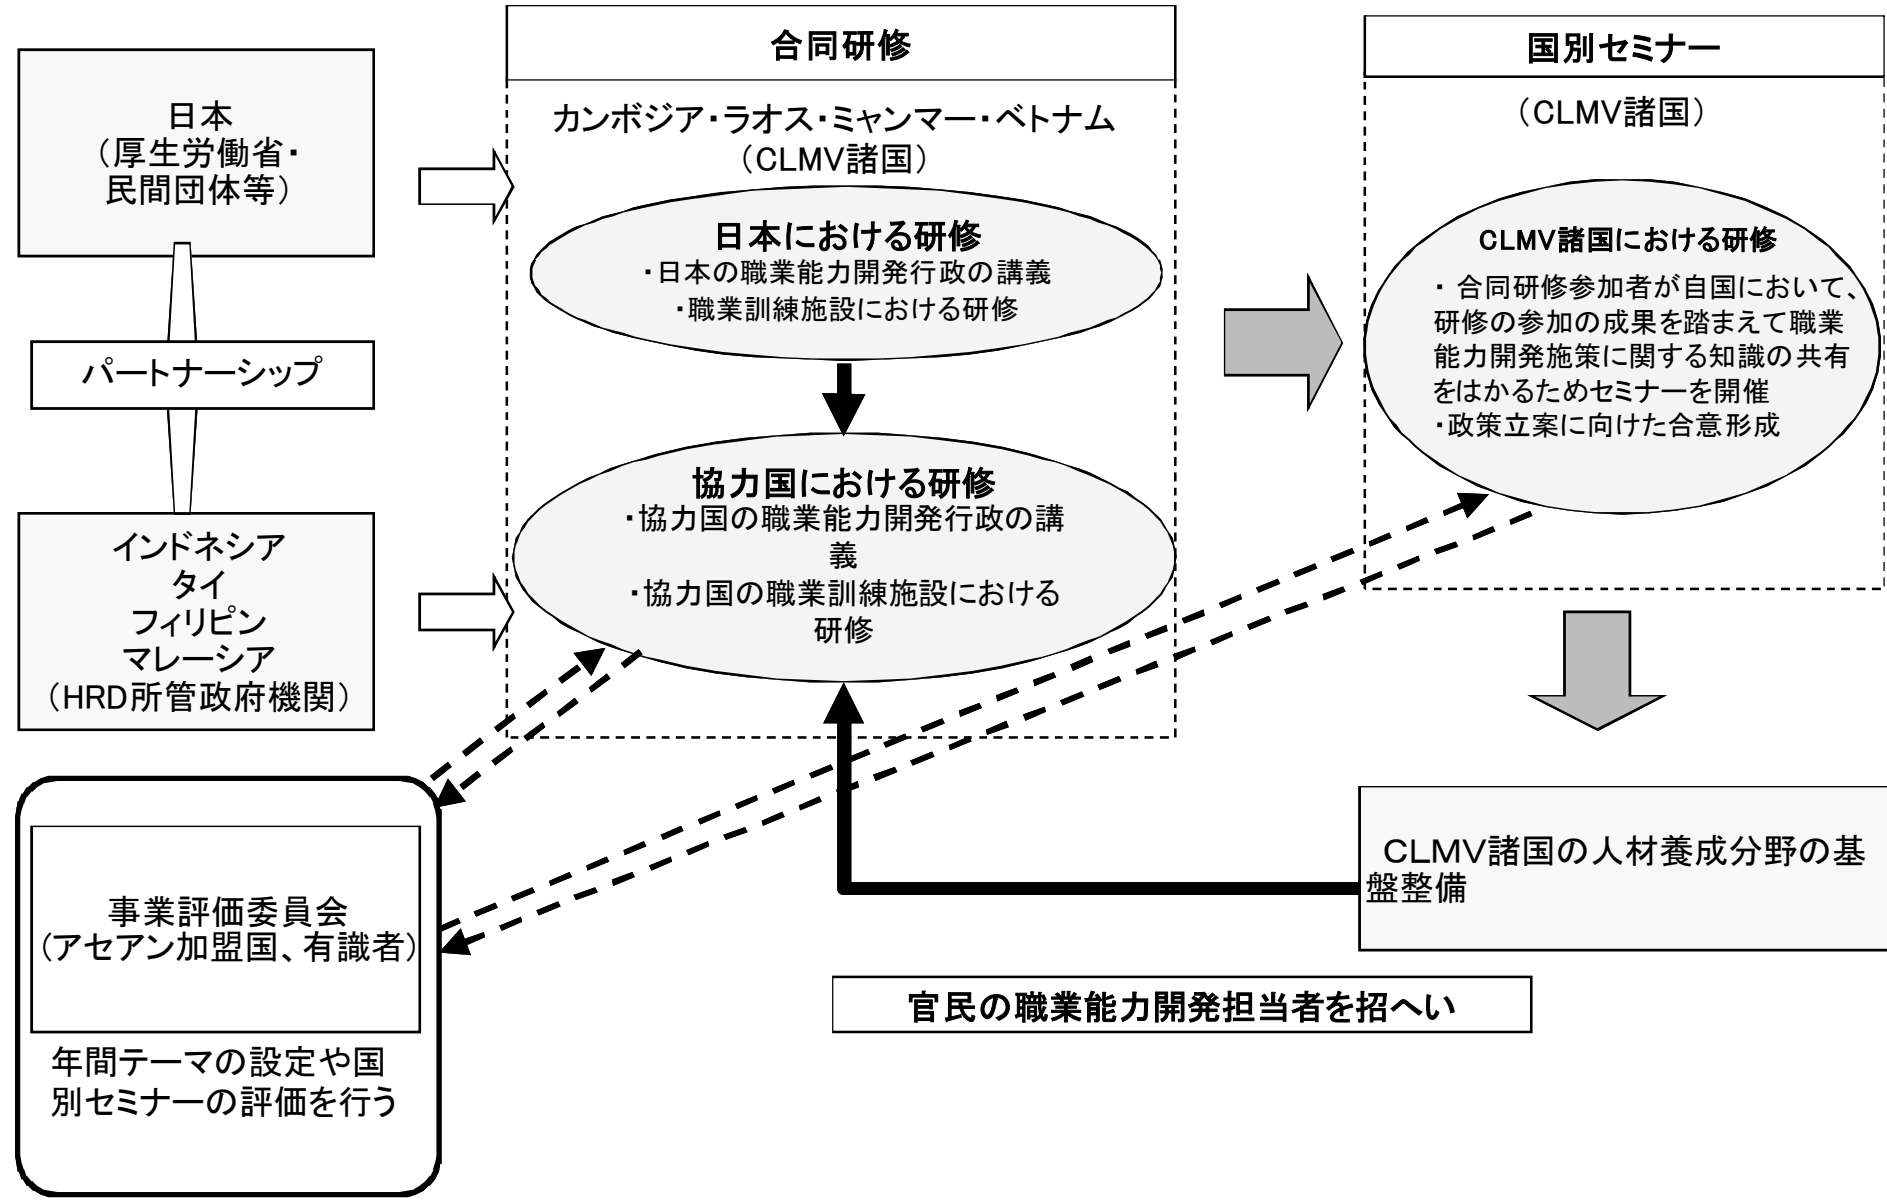 日本
（厚生労働省・
民間団体等）
パートナーシップ
インドネシア
タイ
フィリピン
マレーシア
（HRD所管政府機関）
合同研修
カンボジア・ラオス・ミャンマー・ベトナム
（CLMV諸国）
日本における研修
・日本の職業能力開発行政の講義
・職業訓練施設における研修
協力国における研修
・協力国の職業能力開発行政の講
義
・協力国の職業訓練施設における
研修
国別セミナー
（CLMV諸国）
CLMV諸国における研修
・ 合同研修参加者が自国において、
研修の参加の成果を踏まえて職業
能力開発施策に関する知識の共有
をはかるためセミナーを開催
・政策立案に向けた合意形成
CLMV諸国の人材養成分野の基
盤整備
官民の職業能力開発担当者を招へい
事業評価委員会
（アセアン加盟国、有識者）
年間テーマの設定や国
別セミナーの評価を行う